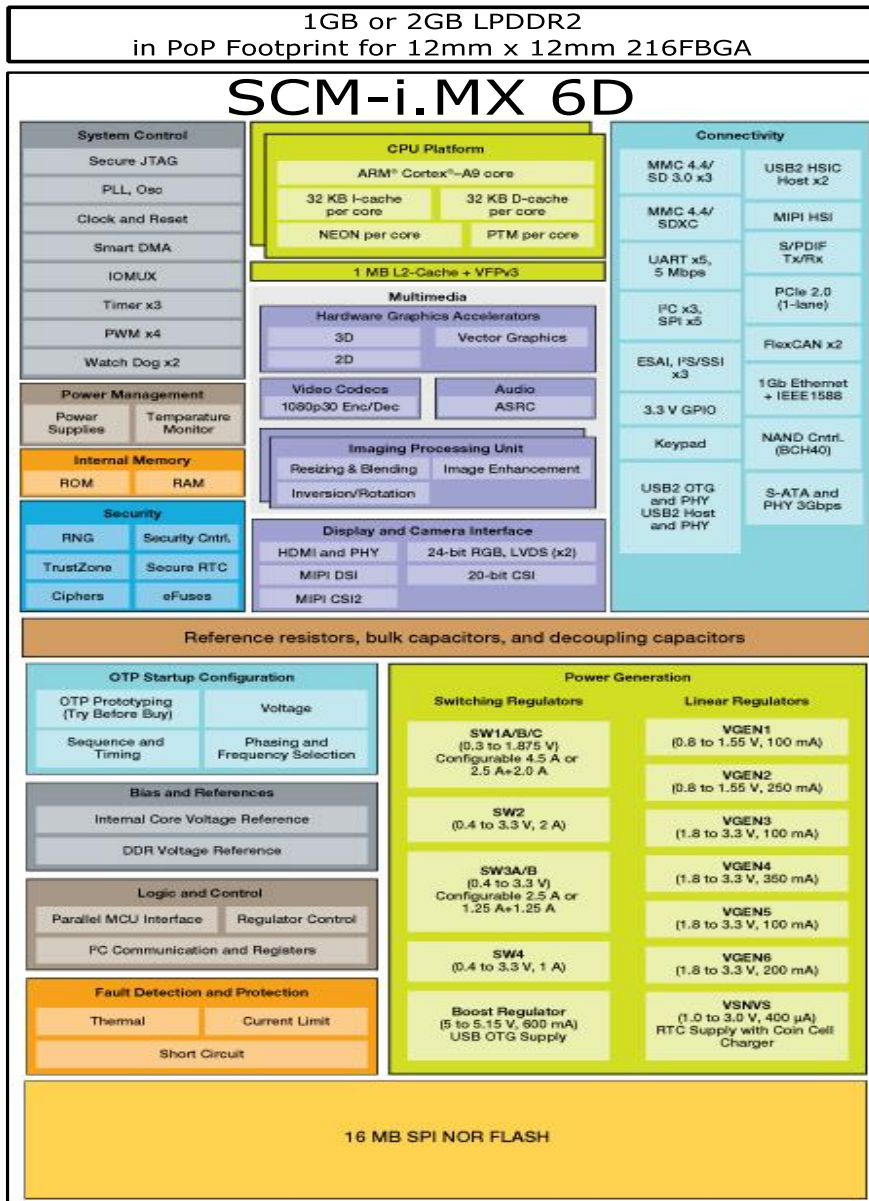 1GB or 2GB LPDDR2
in PoP Footprint for 12mm x 12mm 216FBGA
SCM-i.MX 6D
System Control
Secure JTAG
PLL, Osc
Clock and Reset
Smart DMA
IOMUX
Timer x3
PWM x4
Watch Dog x2
Power Management
Power
Supplies
Temperature
Monitor
Internal Memory
ROM
RAM
Security
RNG
Security Cntrl.
TrustZone
Secure RTC
Ciphers
eFuses
CPU Platform
ARM® Cortex®–A9 core
32 KB I-cache
per core
32 KB D-cache
per core
NEON per core
PTM per core
1 MB L2-Cache + VFPv3
Multimedia
Hardware Graphics Accelerators
3D
Vector Graphics
2D
Video Codecs
1080p30 Enc/Dec
Audio
ASRC
Imaging Processing Unit
Resizing & Blending
Image Enhancement
Inversion/Rotation
Display and Camera Interface
HDMI and PHY
24-bit RGB, LVDS (x2)
MIPI DSI
20-bit CSI
MIPI CSI2
Connectivity
MMC 4.4/
SD 3.0 x3
MMC 4.4/
SDXC
UART x5,
5 Mbps
I²C x3,
SPI x5
ESAI, I²S/SSI
x3
3.3 V GPIO
Keypad
USB2 OTG
and PHY
USB2 Host
and PHY
USB2 HSIC
Host x2
MIPI HSI
S/PDIF
Tx/Rx
PCIe 2.0
(1-lane)
FlexCAN x2
1Gb Ethernet
+ IEEE1588
NAND Cntrl.
(BCH40)
S-ATA and
PHY 3Gbps
Reference resistors, bulk capacitors, and decoupling capacitors
OTP Startup Configuration
OTP Prototyping
(Try Before Buy)
Voltage
Sequence and
Timing
Phasing and
Frequency Selection
Bias and References
Internal Core Voltage Reference
DDR Voltage Reference
Logic and Control
Parallel MCU Interface
Regulator Control
I²C Communication and Registers
Fault Detection and Protection
Thermal
Current Limit
Short Circuit
Power Generation
Switching Regulators
SW1A/B/C
(0.3 to 1.875 V)
Configurable 4.5 A or
2.5 A+2.0 A
SW2
(0.4 to 3.3 V, 2 A)
SW3A/B
(0.4 to 3.3 V)
Configurable 2.5 A or
1.25 A+1.25 A
SW4
(0.4 to 3.3 V, 1 A)
Boost Regulator
(5 to 5.15 V, 600 mA)
USB OTG Supply
Linear Regulators
VGEN1
(0.8 to 1.55 V, 100 mA)
VGEN2
(0.8 to 1.55 V, 250 mA)
VGEN3
(1.8 to 3.3 V, 100 mA)
VGEN4
(1.8 to 3.3 V, 350 mA)
VGEN5
(1.8 to 3.3 V, 100 mA)
VGEN6
(1.8 to 3.3 V, 200 mA)
VSNVS
(1.0 to 3.0 V, 400 µA)
RTC Supply with Coin Cell
Charger
16 MB SPI NOR FLASH